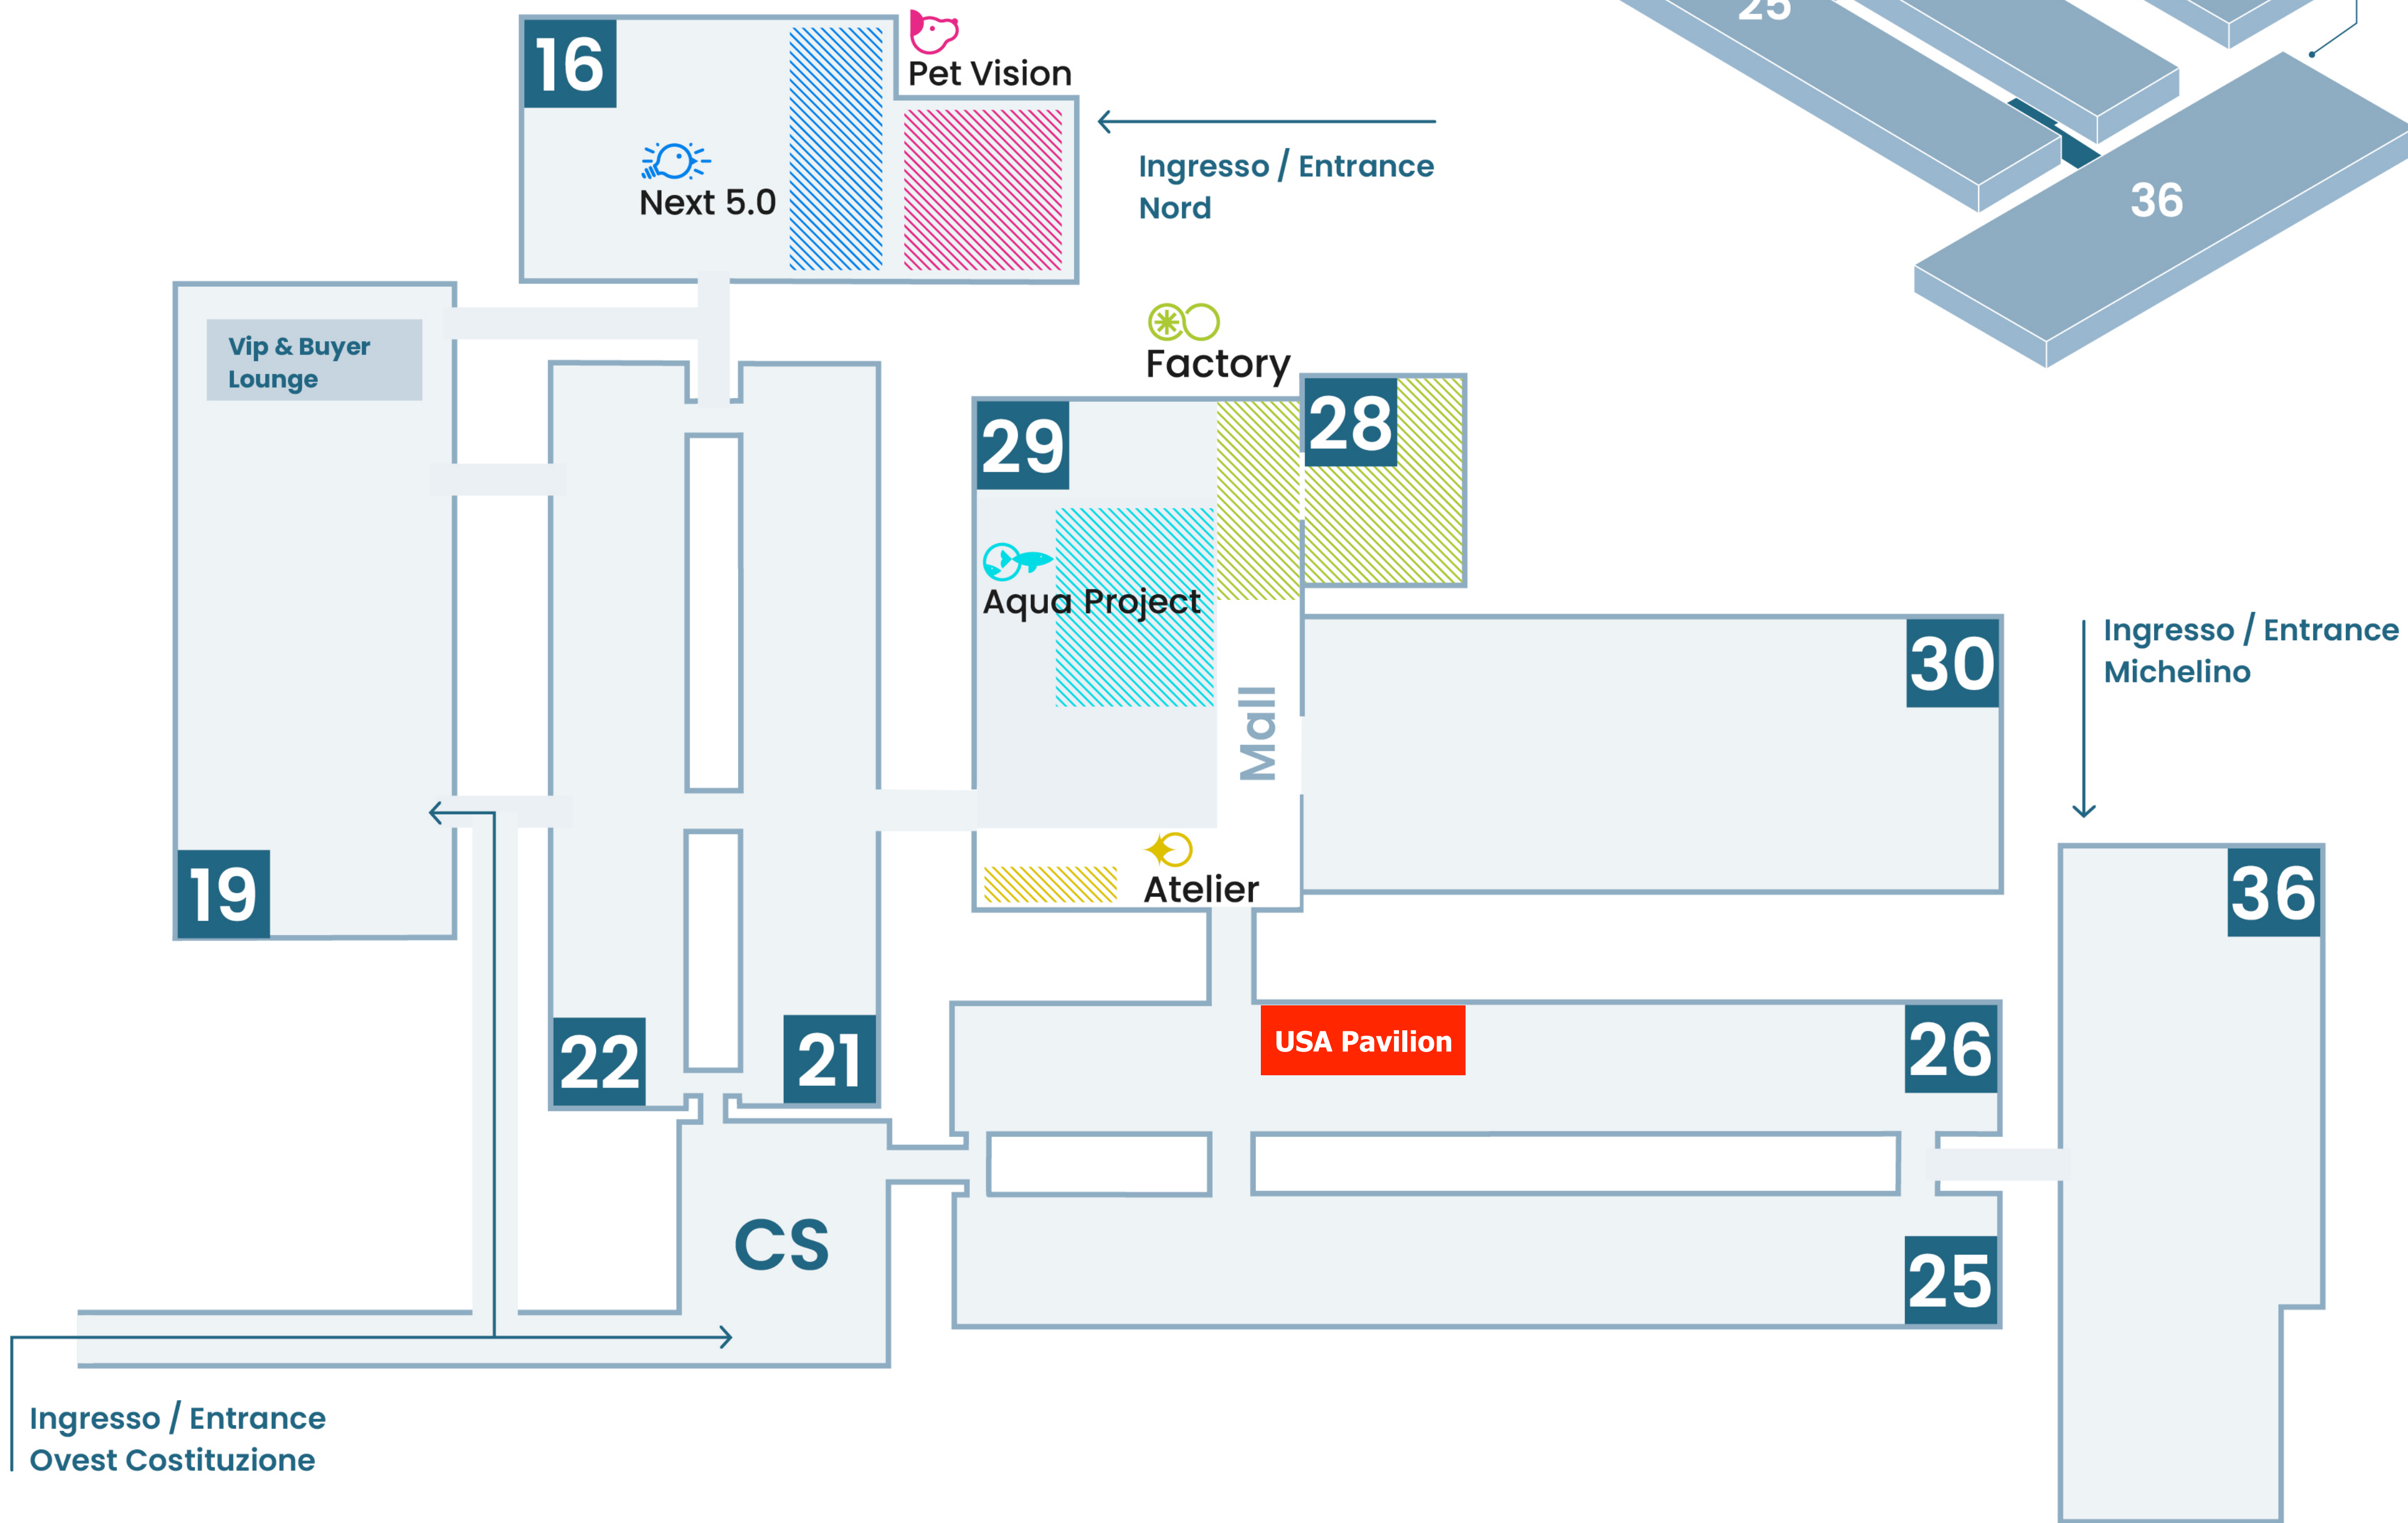 25
16
Pet Vision
Next 5.0
Ingresso / Entrance
Nord
36
Vip & Buyer
Lounge
Factory
28
29
Aqua Project
Mall
30
Ingresso / Entrance
Michelino
Atelier
19
36
22
21
USA Pavilion
26
CS
25
Ingresso / Entrance
Ovest Costituzione